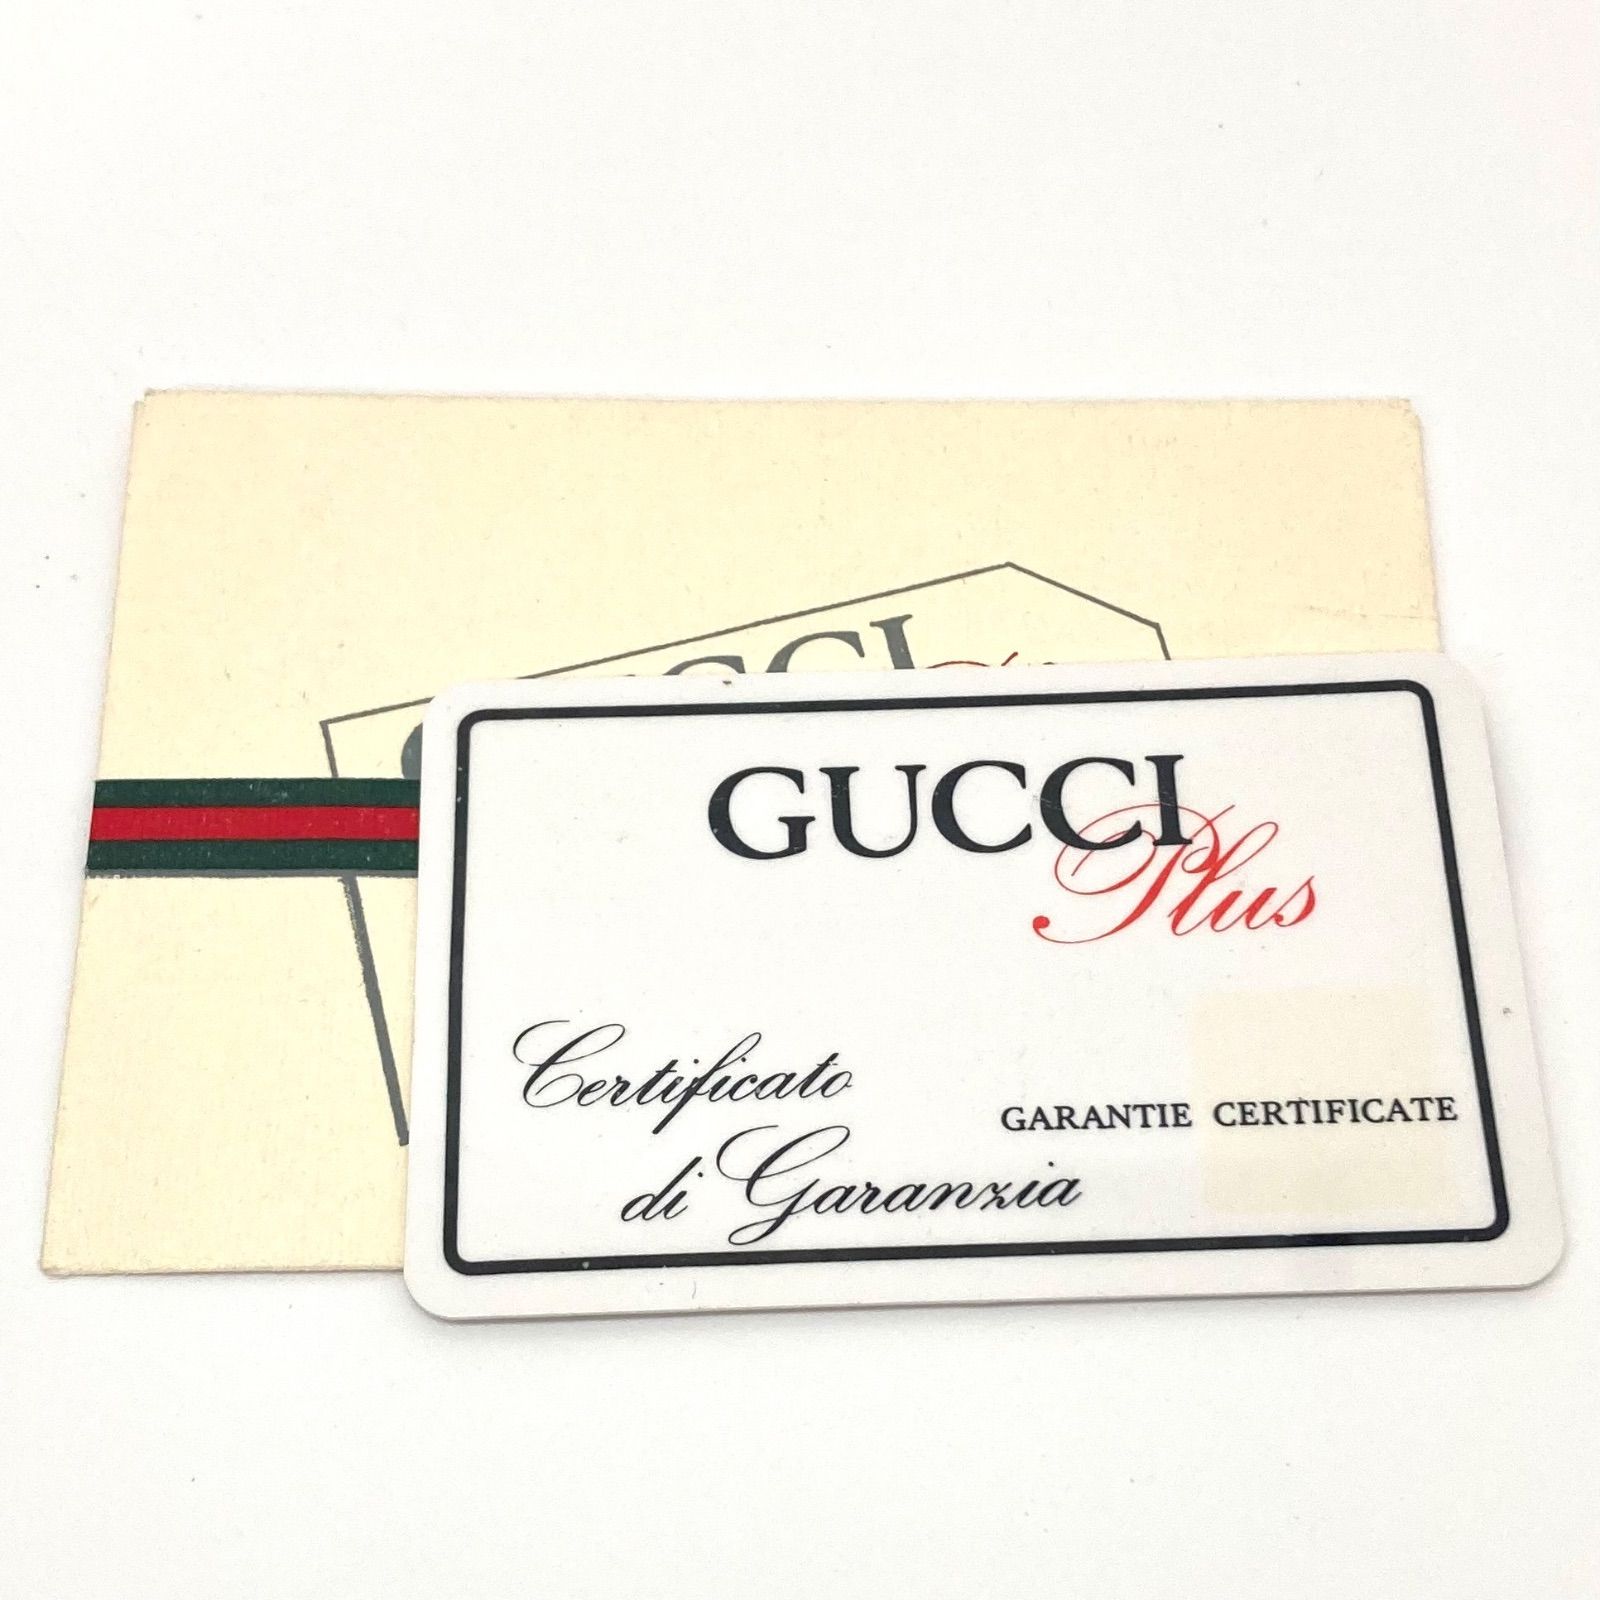 GUCCI
Plus
Certificato
di Garanzia
GARANTIE CERTIFICATE